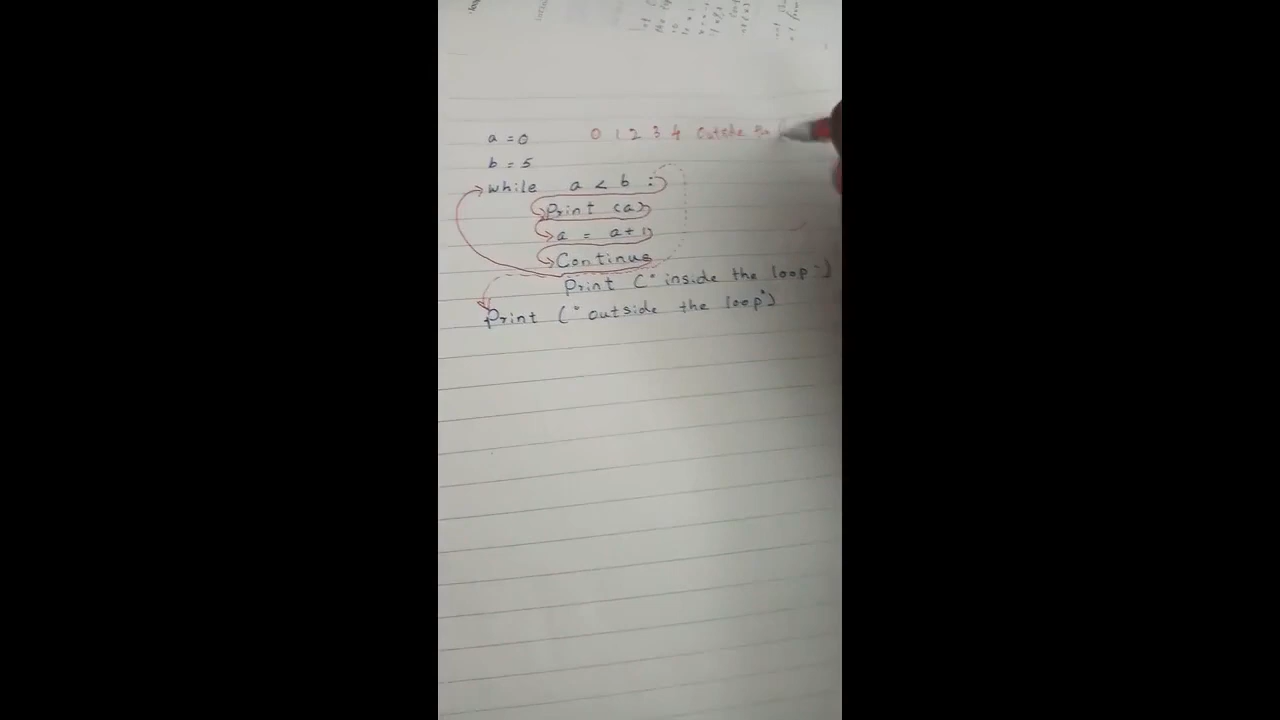 a = 0 0 1 2 3 4
b = 5
while a < b :
Print (a)
a = a + 1
Continue
Print (" inside the loop ")
Print (" outside the loop")